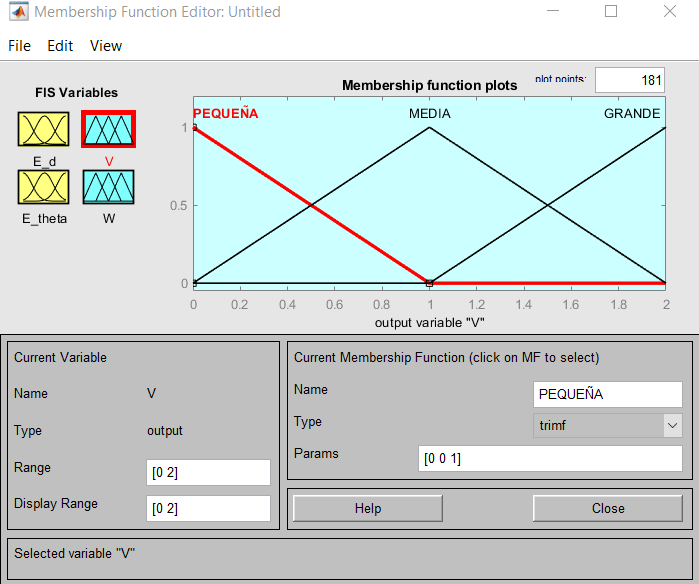 Membership Function Editor: Untitled
File Edit View
FIS Variables
E_d
V
E_theta
W
Membership function plots
plot points:
181
PEQUEÑA
MEDIA
GRANDE
1
0.5
0
0 0.2 0.4 0.6 0.8 1 1.2 1.4 1.6 1.8 2
output variable "V"
Current Variable
Name V
Type output
Range [0 2]
Display Range [0 2]
Current Membership Function (click on MF to select)
Name PEQUEÑA
Type trimf
Params [0 0 1]
Help Close
Selected variable "V"